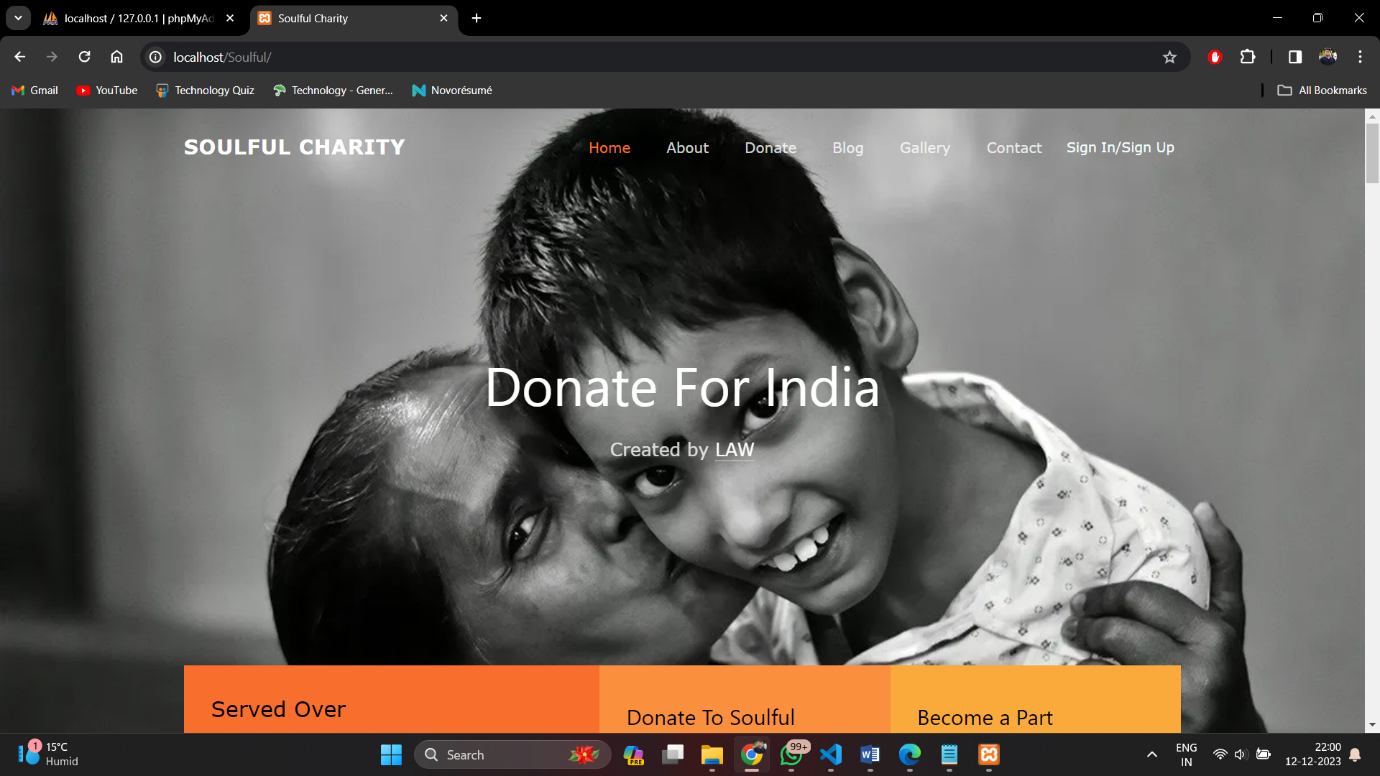 localhost / 127.0.0.1 | phpMyAd
Soulful Charity
localhost/Soulful/
Gmail
YouTube
Technology Quiz
Technology - Gener...
Novorésumé
All Bookmarks
SOULFUL CHARITY
Home
About
Donate
Blog
Gallery
Contact
Sign In/Sign Up
Donate For India
Created by LAW
Served Over
Donate To Soulful
Become a Part
1
15°C
Humid
Search
PRE
99+
ENG
IN
22:00
12-12-2023